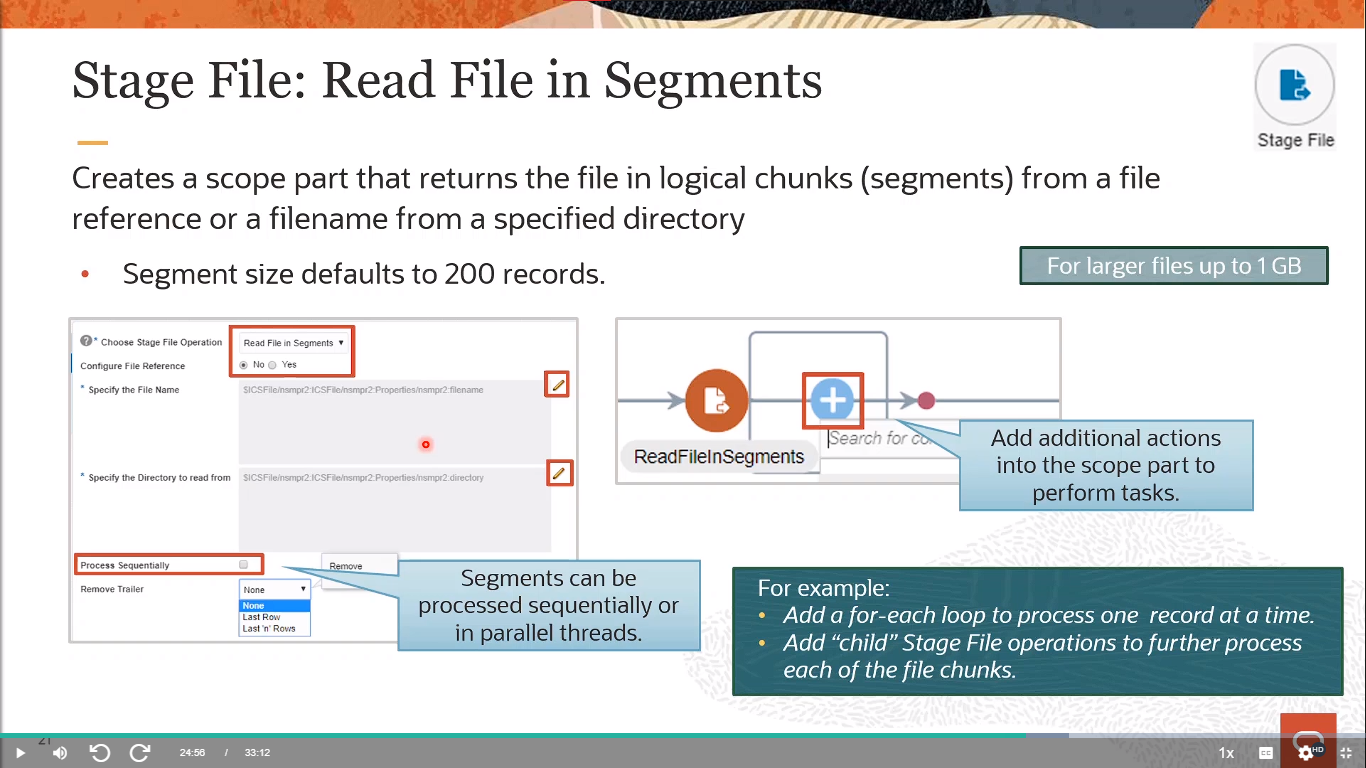 Stage File: Read File in Segments
Stage File
Creates a scope part that returns the file in logical chunks (segments) from a file
reference or a filename from a specified directory
• Segment size defaults to 200 records.
For larger files up to 1 GB
?* Choose Stage File Operation
Read File in Segments ▼
Configure File Reference
No Yes
* Specify the File Name
$ICSFile/nsmpr2:ICSFile/nsmpr2:Properties/nsmpr2:filename
* Specify the Directory to read from
$ICSFile/nsmpr2:ICSFile/nsmpr2:Properties/nsmpr2:directory
Process Sequentially
Remove
Remove Trailer
None ▼
None
Last Row
Last 'n' Rows
Segments can be
processed sequentially or
in parallel threads.
ReadFileInSegments
Search for
Add additional actions
into the scope part to
perform tasks.
For example:
• Add a for-each loop to process one record at a time.
• Add “child” Stage File operations to further process
each of the file chunks.
21
24:56 / 33:12
1x
CC
HD